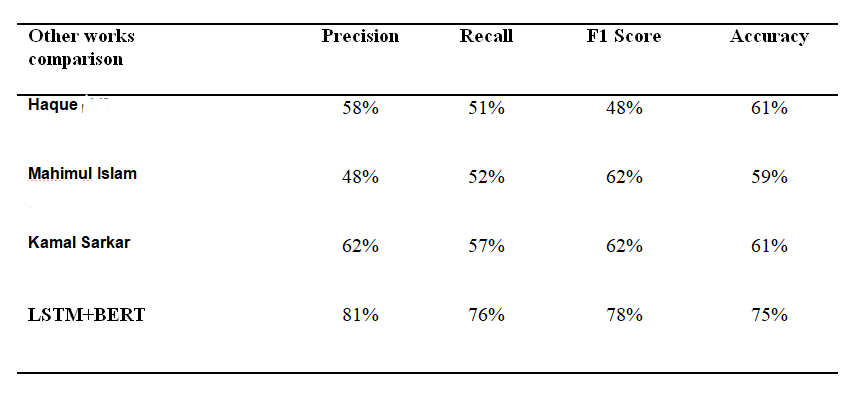 Other works comparison Precision Recall F1 Score Accuracy
Haque 58% 51% 48% 61%
Mahimul Islam 48% 52% 62% 59%
Kamal Sarkar 62% 57% 62% 61%
LSTM+BERT 81% 76% 78% 75%